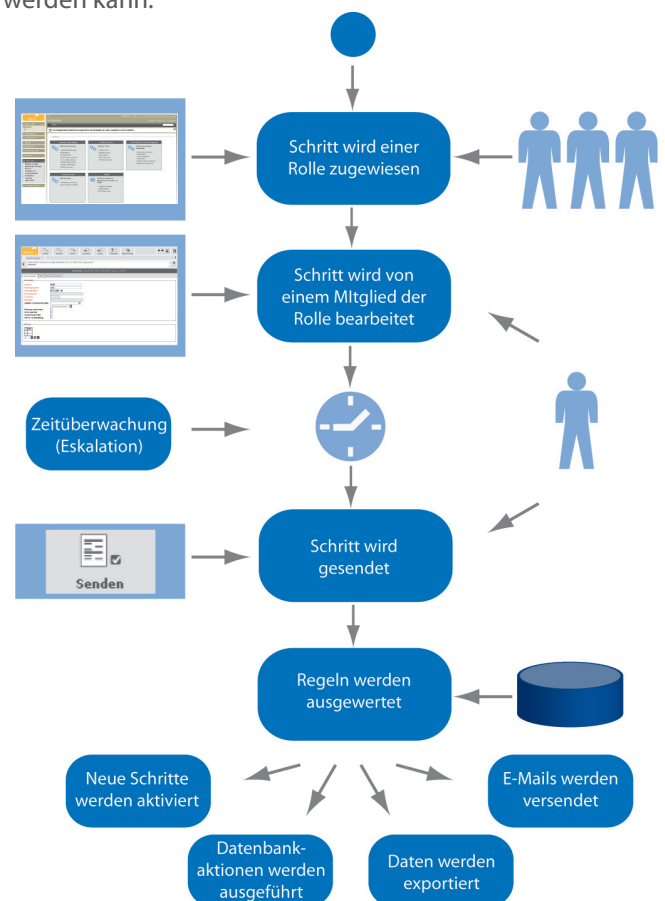 werden kann.
Schritt wird einer
Rolle zugewiesen
Schritt wird von
einem MItglied der
Rolle bearbeitet
Zeitüberwachung
(Eskalation)
Schritt wird
gesendet
Senden
Regeln werden
ausgewertet
Neue Schritte
werden aktiviert
E-Mails werden
versendet
Datenbank-
aktionen werden
ausgeführt
Daten werden
exportiert